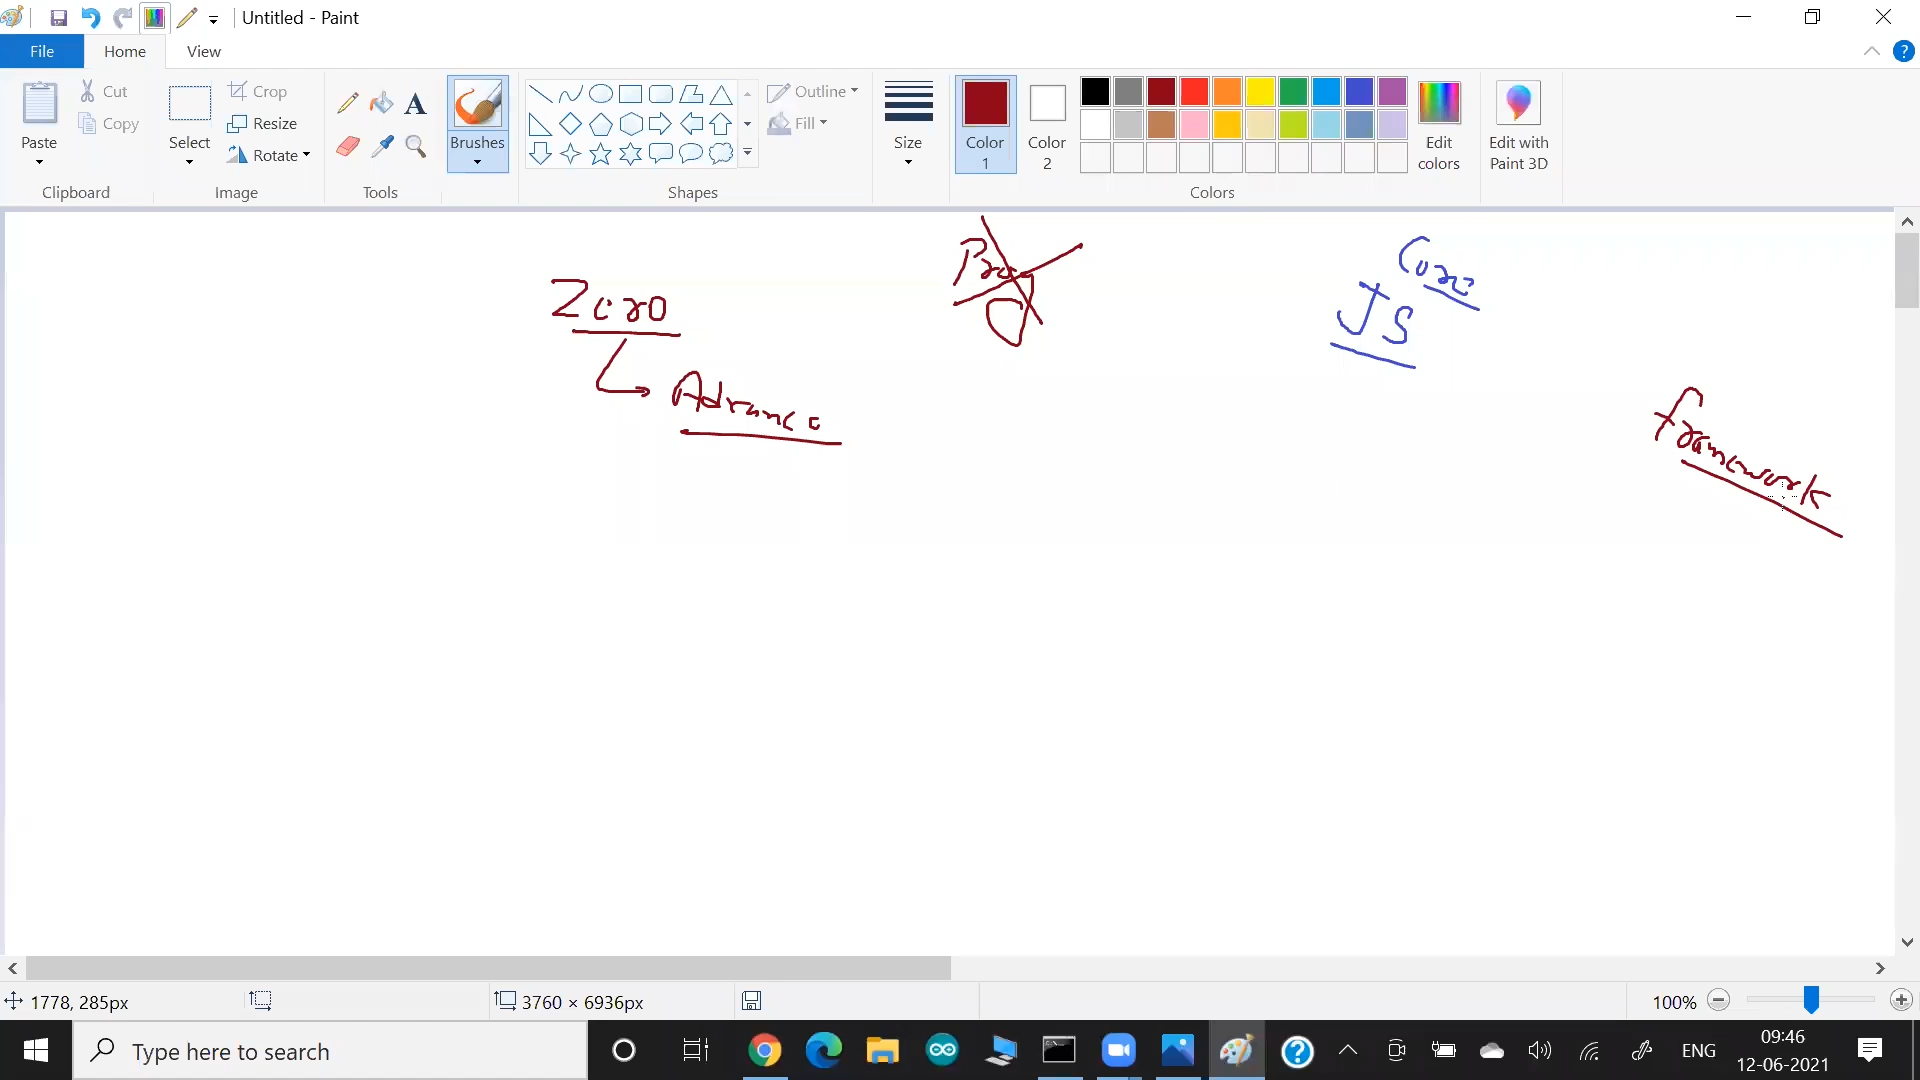 Untitled - Paint
File
Home
View
Paste
Cut
Copy
Clipboard
Select
Crop
Resize
Rotate
Image
Tools
Brushes
Shapes
Outline
Fill
Size
Color
1
Color
2
Colors
Edit
colors
Edit with
Paint 3D
Zero
Advance
Prog
Core
JS
framework
1778, 285px
3760 × 6936px
100%
Type here to search
ENG
09:46
12-06-2021